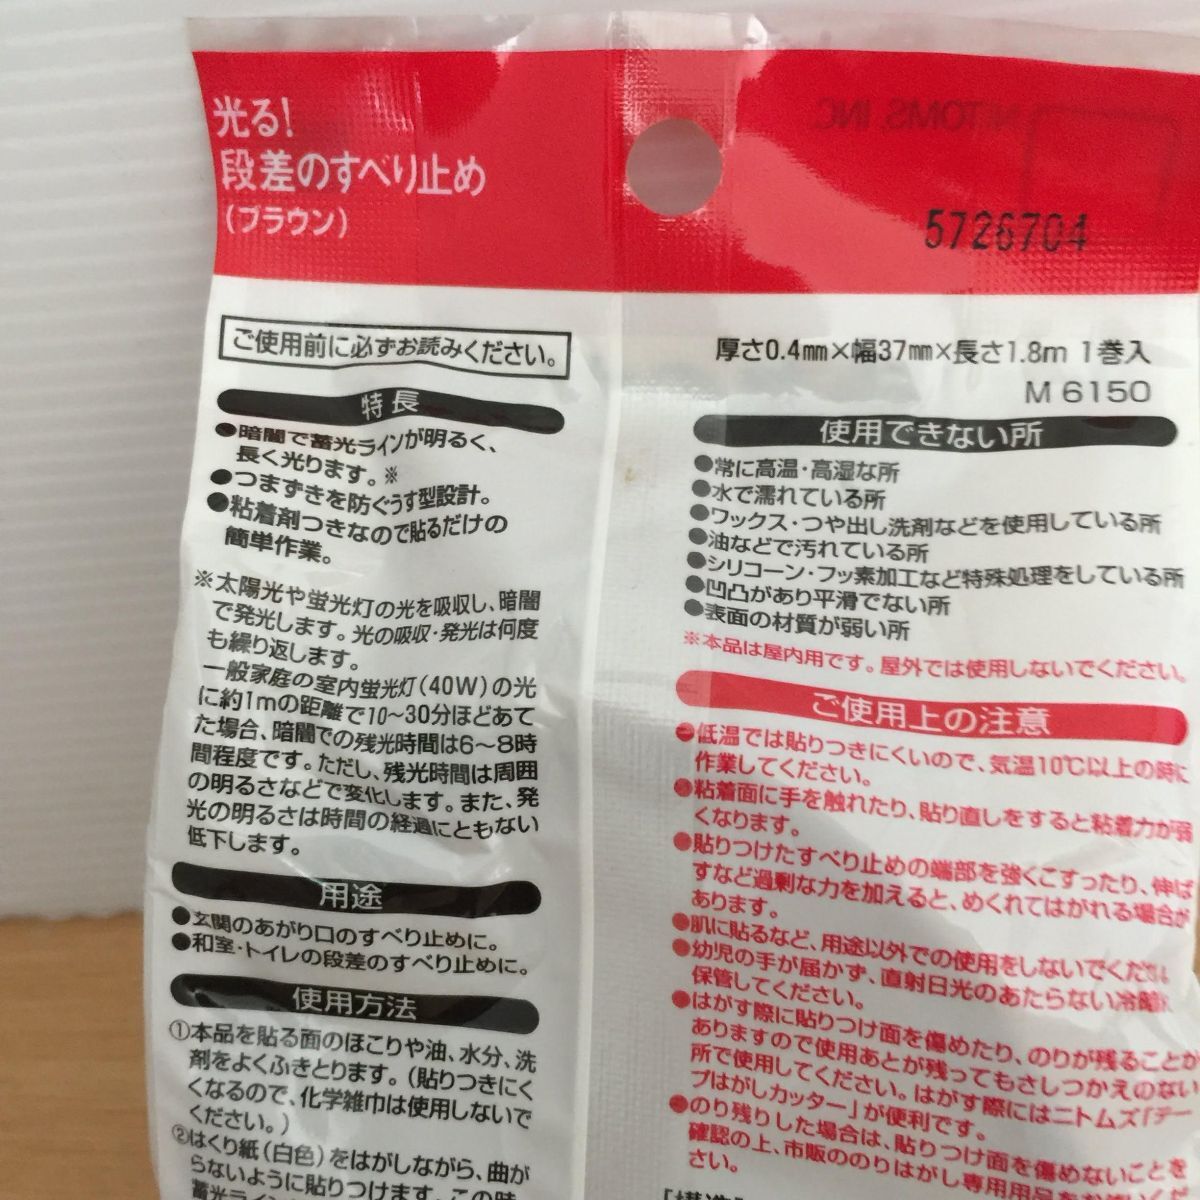 光る!
段差のすべり止め
(ブラウン)
NITOMS, INC.
5726704
ご使用前に必ずお読みください。
特長
●暗闇で蓄光ラインが明るく、
長く光ります。※
●つまずきを防ぐうす型設計。
●粘着剤つきなので貼るだけの
簡単作業。
※太陽光や蛍光灯の光を吸収し、暗闇
で発光します。光の吸収・発光は何度
も繰り返します。
一般家庭の室内蛍光灯(40W)の光
に約1mの距離で10〜30分ほどあて
た場合、暗闇での残光時間は6〜8時
間程度です。ただし、残光時間は周囲
の明るさなどで変化します。また、発
光の明るさは時間の経過にともない
低下します。
用途
●玄関のあがり口のすべり止めに。
●和室・トイレの段差のすべり止めに。
使用方法
①本品を貼る面のほこりや油、水分、洗
剤をよくふきとります。(貼りつきにく
くなるので、化学雑巾は使用しないで
ください。)
②はくり紙(白色)をはがしながら、曲が
らないように貼りつけます。この時
蓄光ライン
厚さ0.4mm×幅37mm×長さ1.8m 1巻入
M 6150
使用できない所
●常に高温・高湿な所
●水で濡れている所
●ワックス・つや出し洗剤などを使用している所
●油などで汚れている所
●シリコーン・フッ素加工など特殊処理をしている所
●凹凸があり平滑でない所
●表面の材質が弱い所
※本品は屋内用です。屋外では使用しないでください。
ご使用上の注意
●低温では貼りつきにくいので、気温10℃以上の時に
作業してください。
●粘着面に手を触れたり、貼り直しをすると粘着力が弱
くなります。
●貼りつけたすべり止めの端部を強くこすったり、伸ば
すなど過剰な力を加えると、めくれてはがれる場合が
あります。
●肌に貼るなど、用途以外での使用をしないでくださ
●幼児の手が届かず、直射日光のあたらない冷暗所
保管してください。
●はがす際に貼りつけ面を傷めたり、のりが残ることが
ありますので使用あとが残ってもさしつかえのない
所で使用してください。はがす際にはニトムズ「テー
プはがしカッター」が便利です。
●のり残りした場合は、貼りつけ面を傷めないことを
確認の上、市販ののりはがし専用用品
さい。